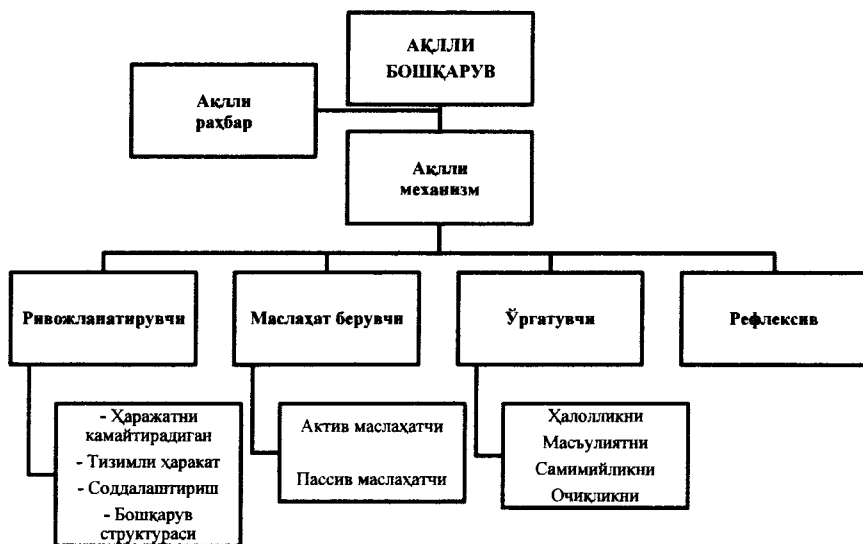 АҚЛЛИ
БОШҚАРУВ
Ақлли
раҳбар
Ақлли
механизм
Ривожланатирувчи
Маслаҳат берувчи
Ўргатувчи
Рефлексив
- Ҳаражатни
камайтирадиган
- Тизимли ҳаракат
- Соддалаштириш
- Бошқарув
структураси
Актив маслаҳатчи
Пассив маслаҳатчи
Ҳалолликни
Масъулиятни
Самимийликни
Очиқликни